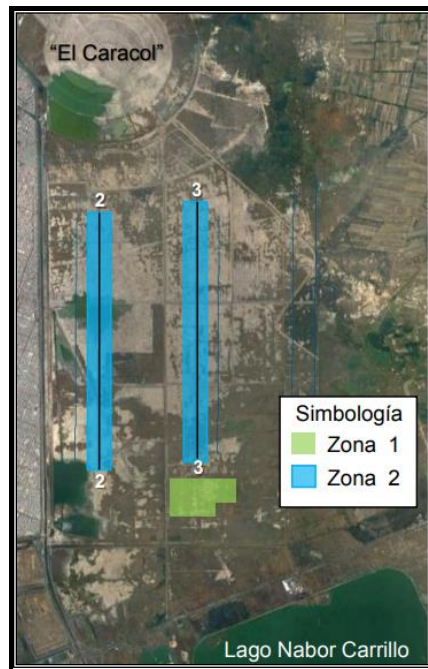 “El Caracol”
2
3
2
3
Simbología
Zona 1
Zona 2
Lago Nabor Carrillo